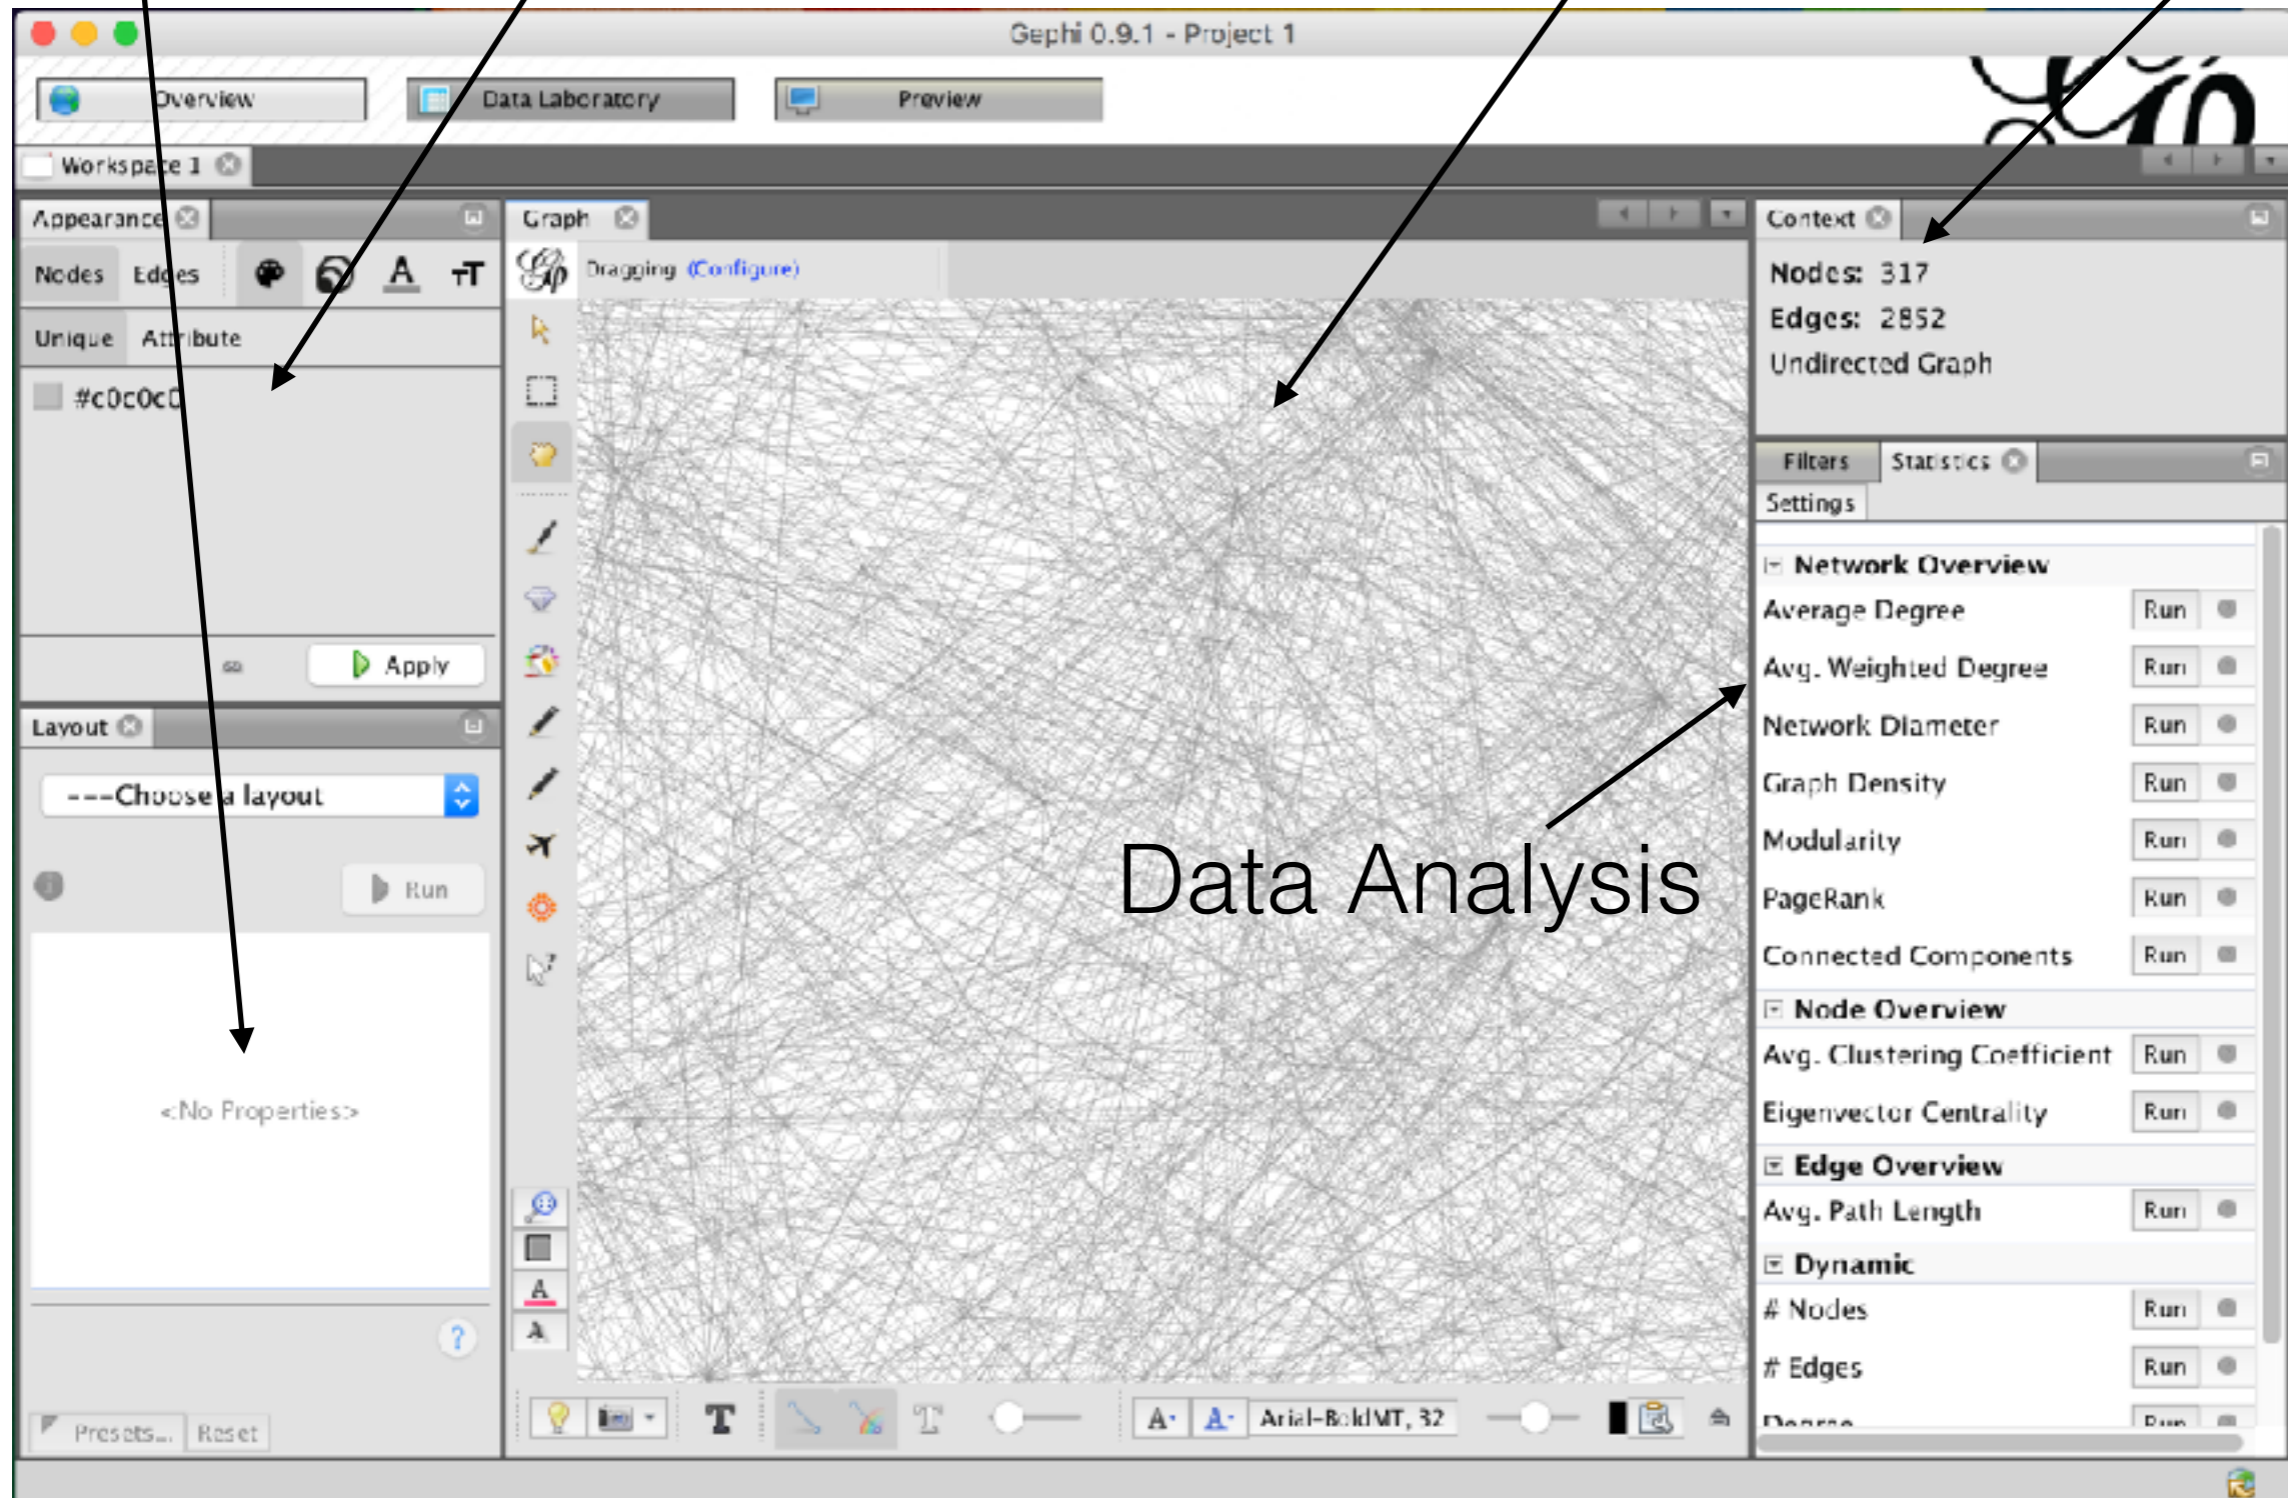 Gephi 0.9.1 - Project 1
Overview
Data Laboratory
Preview
Workspace 1
Appearance
Nodes Edges
Unique Attribute
#c0c0c0
Apply
Layout
---Choose a layout
Run
<No Properties>
Presets... Reset
Graph
Dragging (Configure)
Data Analysis
Arial-BoldMT, 32
Context
Nodes: 317
Edges: 2852
Undirected Graph
Filters Statistics
Settings
Network Overview
Average Degree Run
Avg. Weighted Degree Run
Network Diameter Run
Graph Density Run
Modularity Run
PageRank Run
Connected Components Run
Node Overview
Avg. Clustering Coefficient Run
Eigenvector Centrality Run
Edge Overview
Avg. Path Length Run
Dynamic
# Nodes Run
# Edges Run
Degree Run